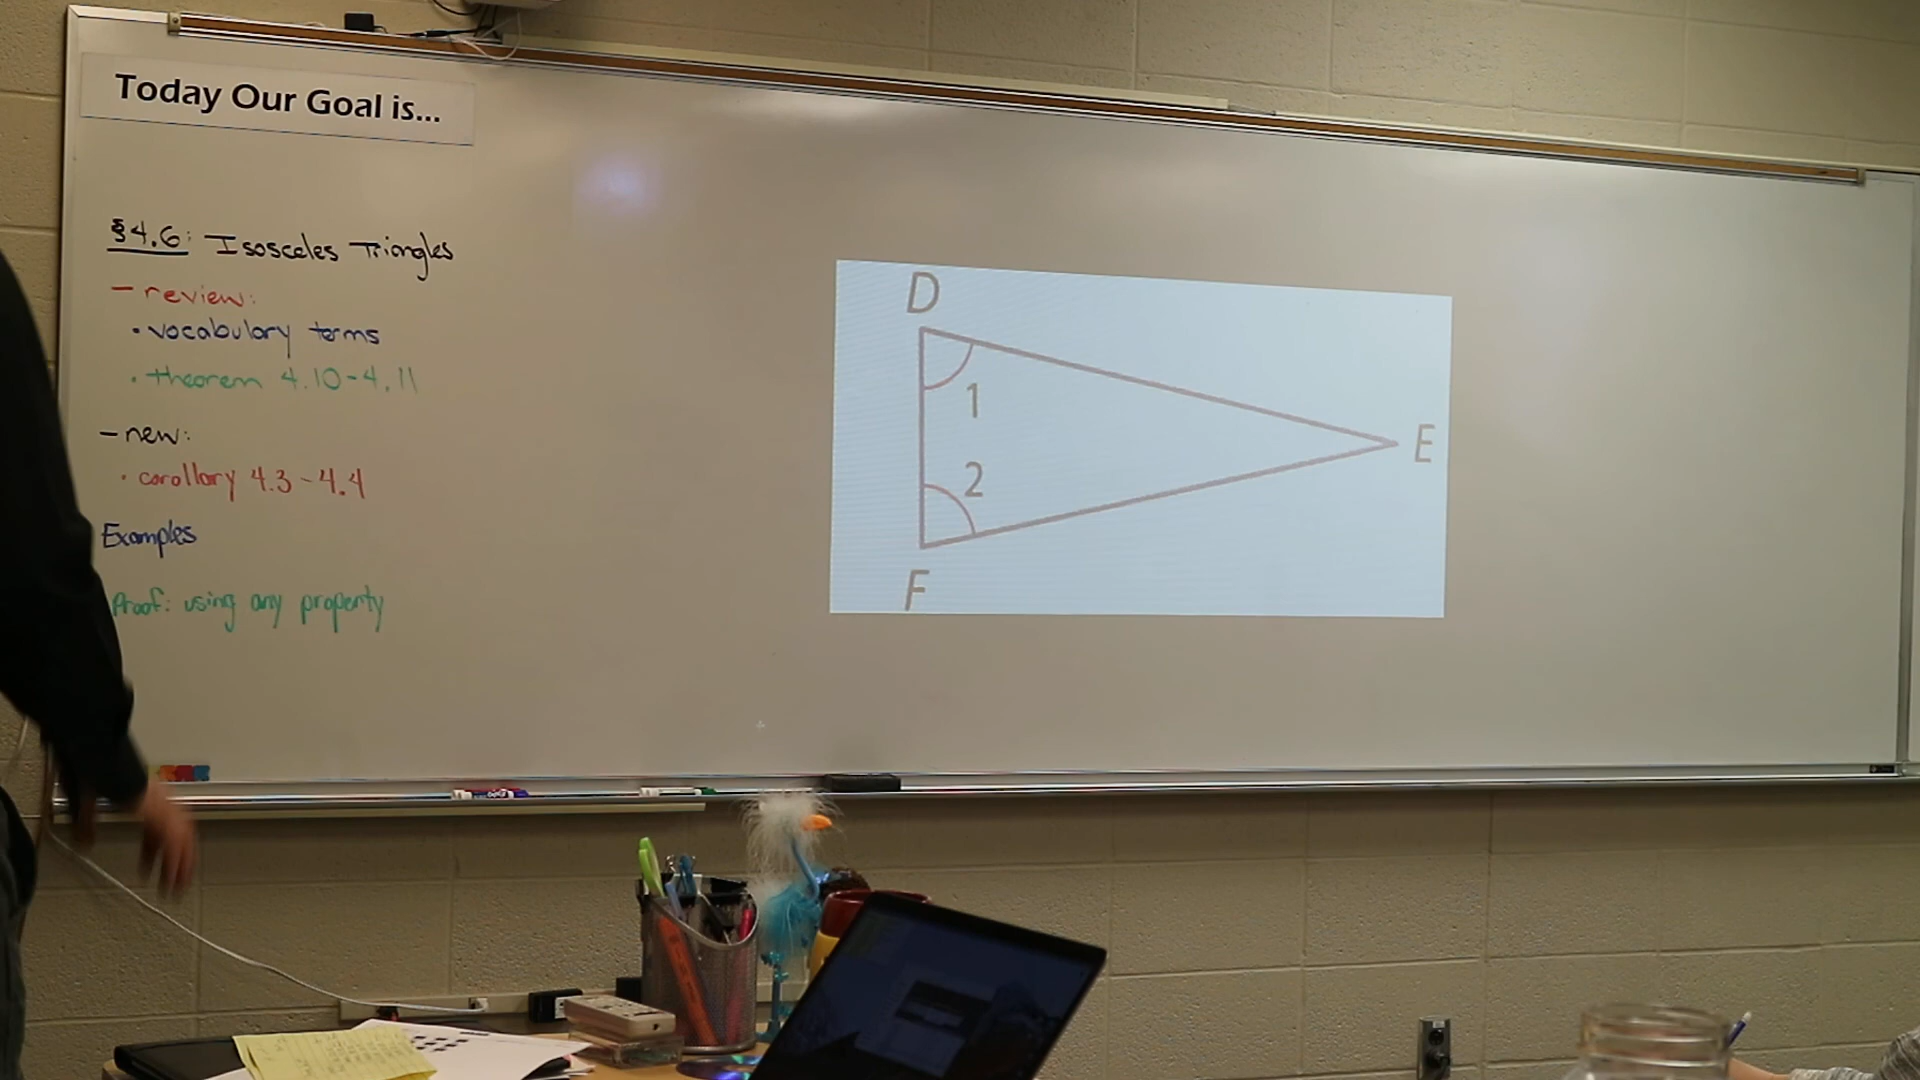 Today Our Goal is...
§4.6: Isosceles Triangles
- review:
• vocabulary terms
• theorem 4.10-4.11
- new:
• corollary 4.3-4.4
Examples
Proof: using any property
D
1
E
2
F